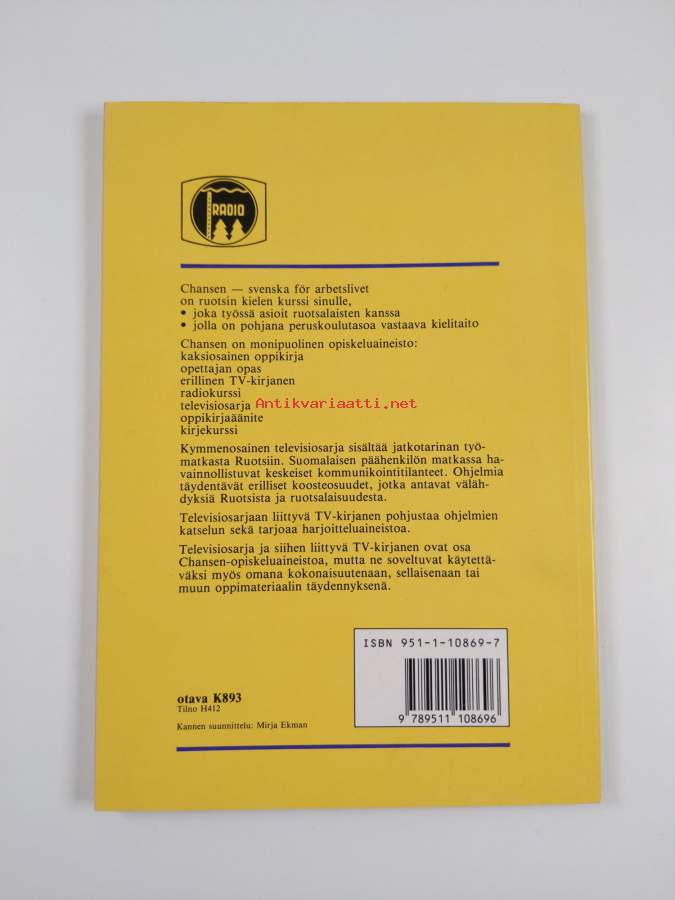 RADIO
Chansen — svenska för arbetslivet
on ruotsin kielen kurssi sinulle,
• joka työssä asioit ruotsalaisten kanssa
• jolla on pohjana peruskoulutasoa vastaava kielitaito
Chansen on monipuolinen opiskeluaineisto:
kaksiosainen oppikirja
opettajan opas
erillinen TV-kirjanen
radiokurssi
televisiosarja
Antikvariaatti.net
oppikirjaäänite
kirjekurssi
Kymmenosainen televisiosarja sisältää jatkotarinan työ-
matkasta Ruotsiin. Suomalaisen päähenkilön matkassa ha-
vainnollistuvat keskeiset kommunikointitilanteet. Ohjelmia
täydentävät erilliset koosteosuudet, jotka antavat välähd-
dyksiä Ruotsista ja ruotsalaisuudesta.
Televisiosarjaan liittyvä TV-kirjanen pohjustaa ohjelmien
katselun sekä tarjoaa harjoitteluaineistoa.
Televisiosarja ja siihen liittyvä TV-kirjanen ovat osa
Chansen-opiskeluaineistoa, mutta ne soveltuvat käytettä-
väksi myös omana kokonaisuutenaan, sellaisenaan tai
muun oppimateriaalin täydennyksenä.
ISBN 951-1-10869-7
9 789511 108696
otava K893
Tilno H412
Kannen suunnittelu: Mirja Ekman